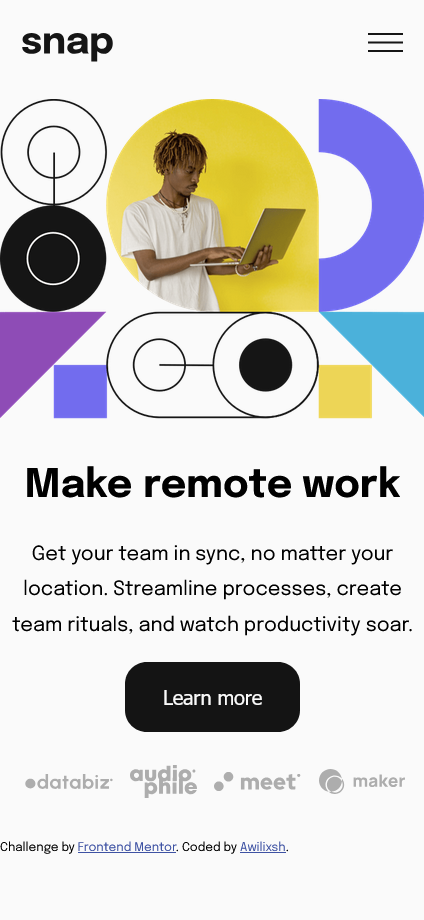 snap
Make remote work
Get your team in sync, no matter your
location. Streamline processes, create
team rituals, and watch productivity soar.
Learn more
databiz
audiophile
meet
maker
Challenge by Frontend Mentor. Coded by Awilixsh.